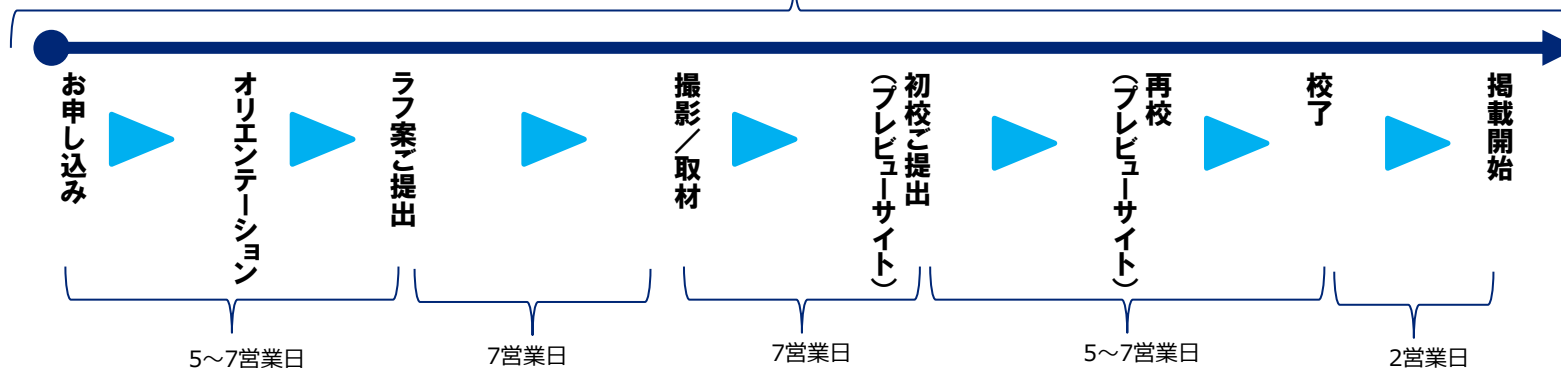 お申し込み
オリエンテーション
ラフ案ご提出
撮影／取材
初校ご提出
（プレビューサイト）
再校
（プレビューサイト）
校了
掲載開始
5～7営業日
7営業日
7営業日
5～7営業日
2営業日